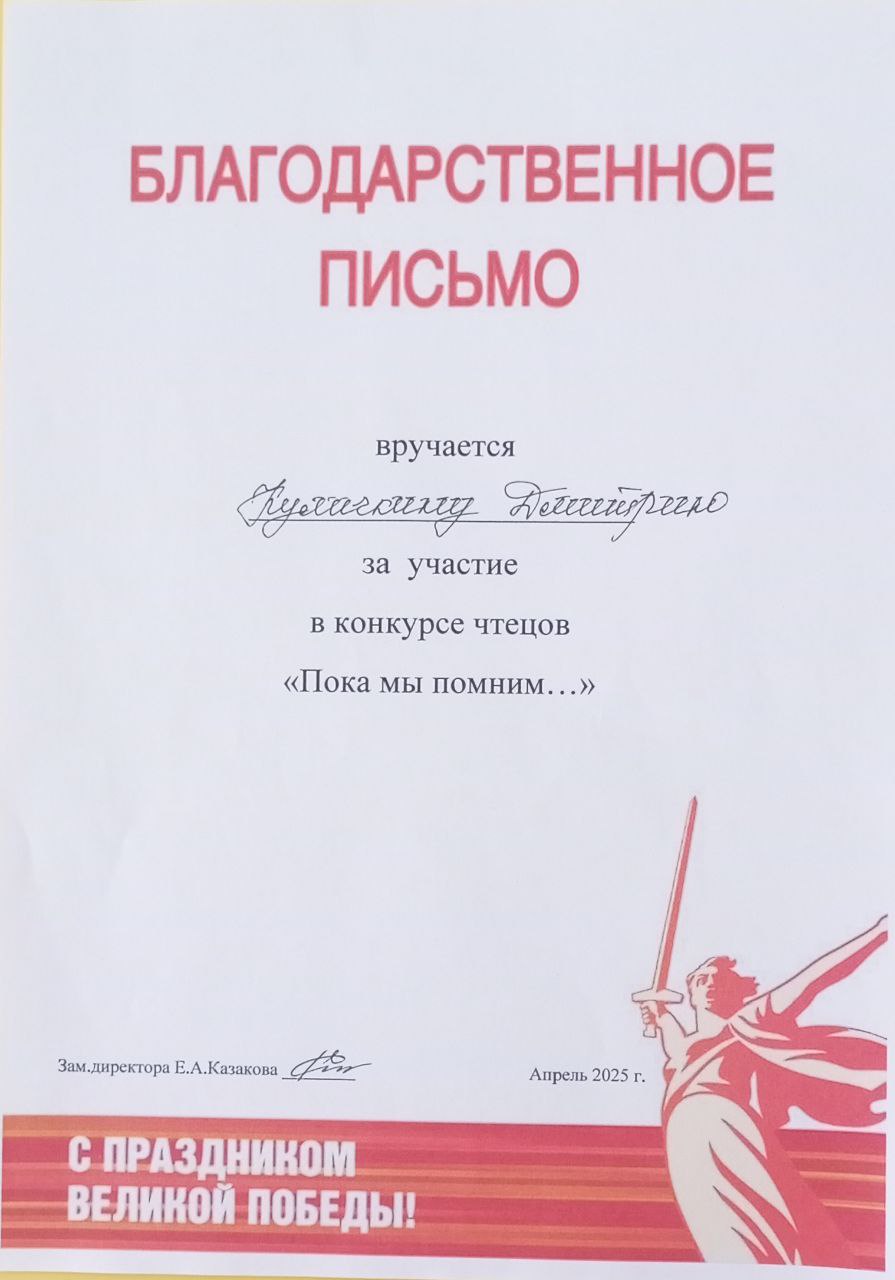 БЛАГОДАРСТВЕННОЕ
ПИСЬМО
вручается
Куличкину Дмитрию
за участие
в конкурсе чтецов
«Пока мы помним…»
Зам.директора Е.А.Казакова
Апрель 2025 г.
С ПРАЗДНИКОМ
ВЕЛИКОЙ ПОБЕДЫ!